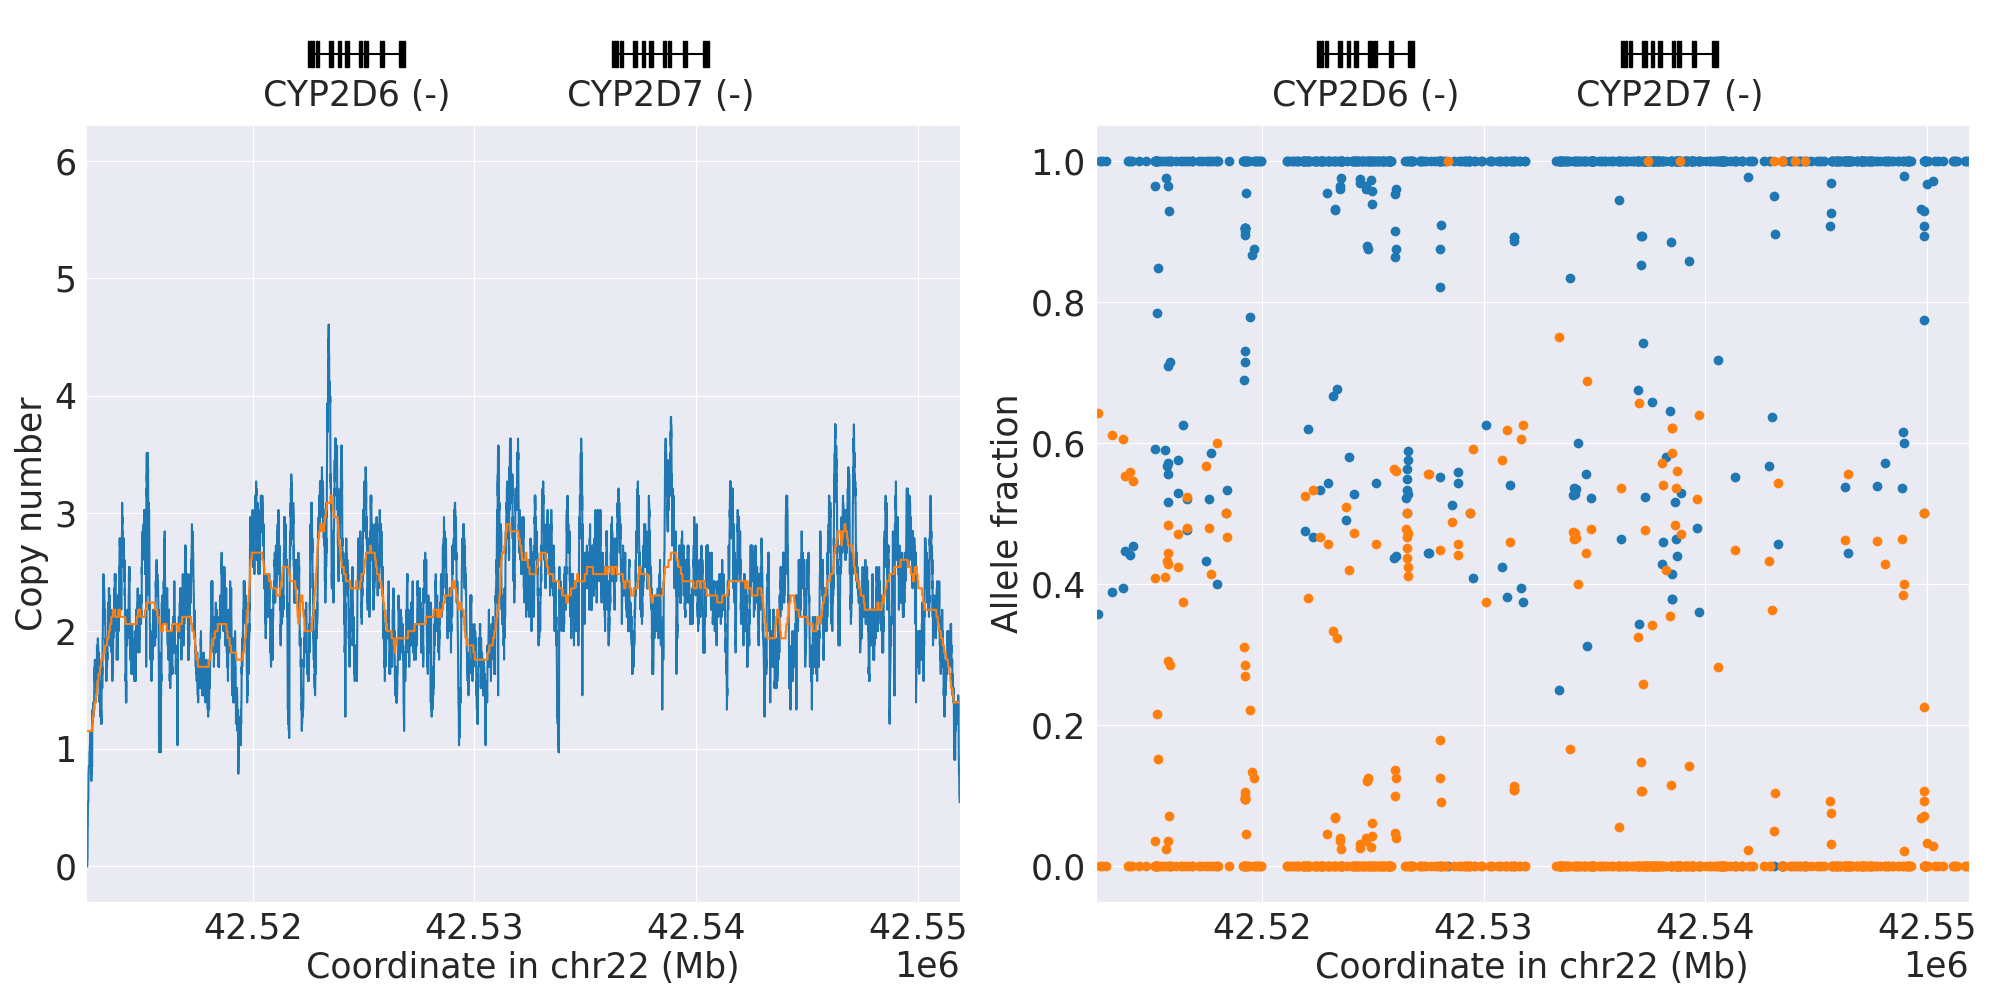 CYP2D6 (-) CYP2D7 (-)
Copy number
6
5
4
3
2
1
0
42.52 42.53 42.54 42.55
Coordinate in chr22 (Mb) 1e6
CYP2D6 (-) CYP2D7 (-)
Allele fraction
1.0
0.8
0.6
0.4
0.2
0.0
42.52 42.53 42.54 42.55
Coordinate in chr22 (Mb) 1e6